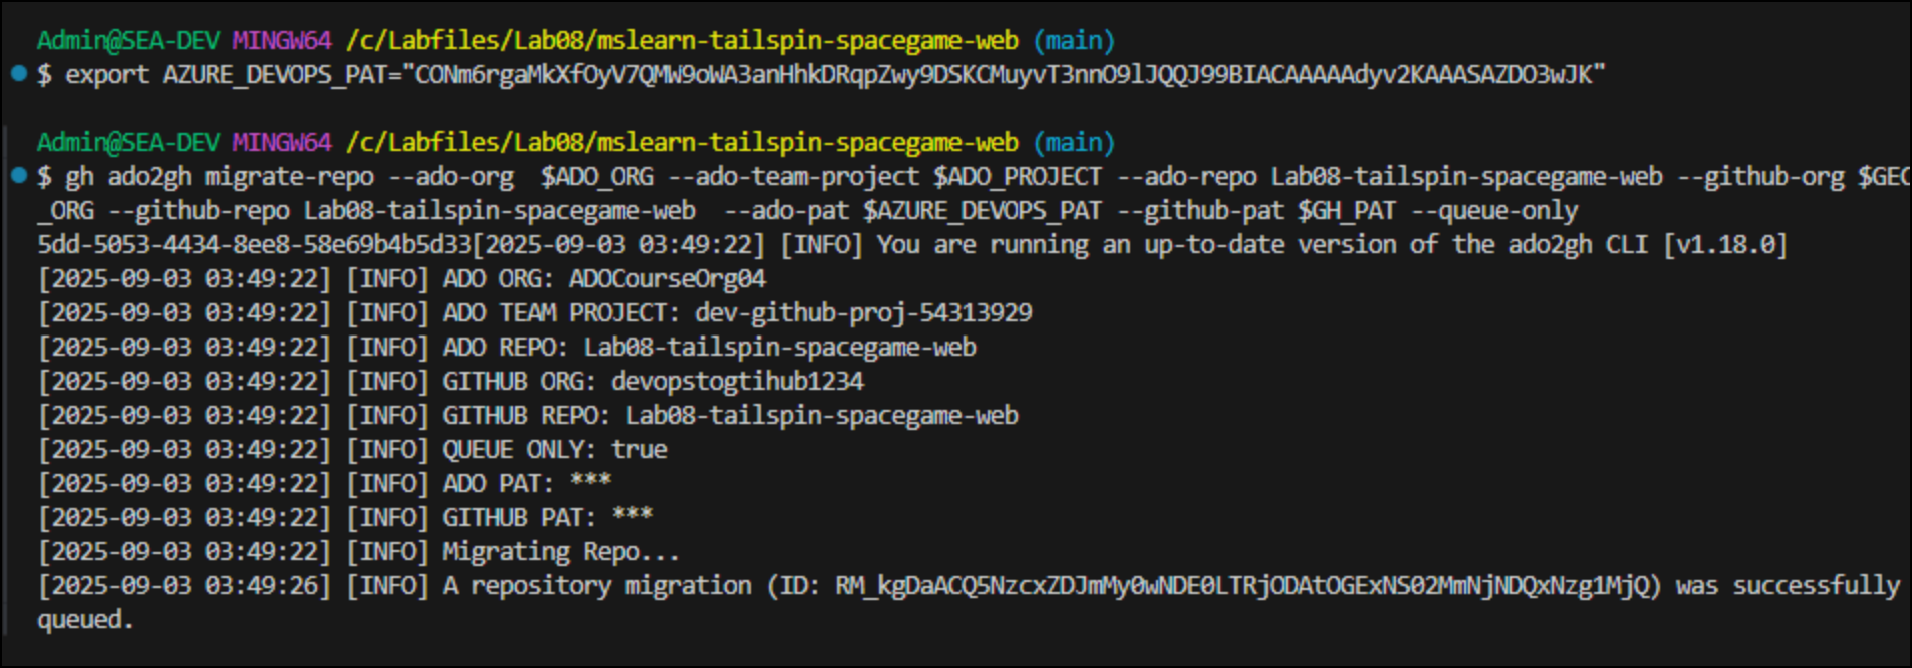 Admin@SEA-DEV MINGW64 /c/Labfiles/Lab08/mslearn-tailspin-spacegame-web (main)
$ export AZURE_DEVOPS_PAT="CONm6rgaMkXfOyV7QMW9oWA3anHhkDRqpZwy9DSKCMuyvT3nnO9lJQQJ99BIACAAAAAdyv2KAAASAZDO3wJK"
Admin@SEA-DEV MINGW64 /c/Labfiles/Lab08/mslearn-tailspin-spacegame-web (main)
$ gh ado2gh migrate-repo --ado-org  $ADO_ORG --ado-team-project $ADO_PROJECT --ado-repo Lab08-tailspin-spacegame-web --github-org $GEC
_ORG --github-repo Lab08-tailspin-spacegame-web  --ado-pat $AZURE_DEVOPS_PAT --github-pat $GH_PAT --queue-only
5dd-5053-4434-8ee8-58e69b4b5d33[2025-09-03 03:49:22] [INFO] You are running an up-to-date version of the ado2gh CLI [v1.18.0]
[2025-09-03 03:49:22] [INFO] ADO ORG: ADOCourseOrg04
[2025-09-03 03:49:22] [INFO] ADO TEAM PROJECT: dev-github-proj-54313929
[2025-09-03 03:49:22] [INFO] ADO REPO: Lab08-tailspin-spacegame-web
[2025-09-03 03:49:22] [INFO] GITHUB ORG: devopstogtihub1234
[2025-09-03 03:49:22] [INFO] GITHUB REPO: Lab08-tailspin-spacegame-web
[2025-09-03 03:49:22] [INFO] QUEUE ONLY: true
[2025-09-03 03:49:22] [INFO] ADO PAT: ***
[2025-09-03 03:49:22] [INFO] GITHUB PAT: ***
[2025-09-03 03:49:22] [INFO] Migrating Repo...
[2025-09-03 03:49:26] [INFO] A repository migration (ID: RM_kgDaACQ5NzcxZDJmMy0wNDE0LTRjODAtOGExNS02MmNjNDQxNzg1MjQ) was successfully
queued.